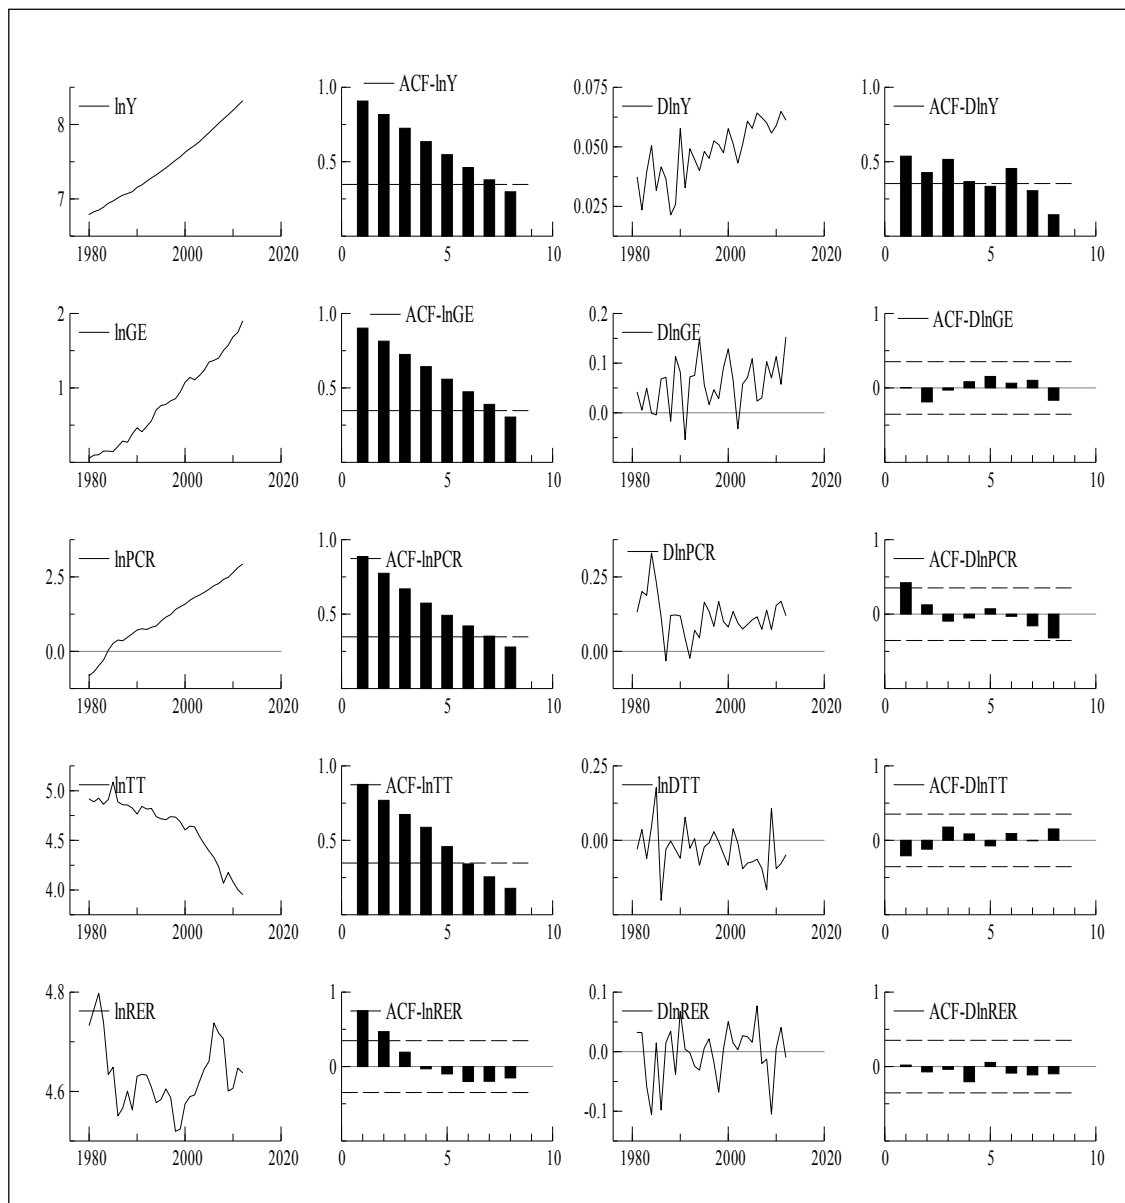 lnY
8
7
1980 2000 2020
ACF-lnY
1.0
0.5
0 5 10
DlnY
0.075
0.050
0.025
1980 2000 2020
ACF-DlnY
1.0
0.5
0 5 10
lnGE
2
1
1980 2000 2020
ACF-lnGE
1.0
0.5
0 5 10
DlnGE
0.2
0.1
0.0
1980 2000 2020
ACF-DlnGE
1
0
0 5 10
lnPCR
2.5
0.0
1980 2000 2020
ACF-lnPCR
1.0
0.5
0 5 10
DlnPCR
0.50
0.25
0.00
1980 2000 2020
ACF-DlnPCR
1
0
0 5 10
lnTT
5.0
4.5
4.0
1980 2000 2020
ACF-lnTT
1.0
0.5
0 5 10
lnDTT
0.25
0.00
1980 2000 2020
ACF-DlnTT
1
0
0 5 10
lnRER
4.8
4.6
1980 2000 2020
ACF-lnRER
1
0
0 5 10
DlnRER
0.1
0.0
-0.1
1980 2000 2020
ACF-DlnRER
1
0
0 5 10